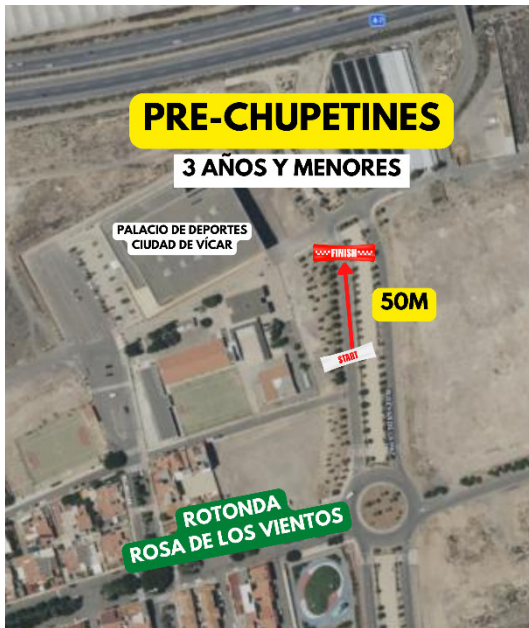 PRE-CHUPETINES
3 AÑOS Y MENORES
PALACIO DE DEPORTES
CIUDAD DE VÍCAR
FINISH
50M
START
ROTONDA
ROSA DE LOS VIENTOS